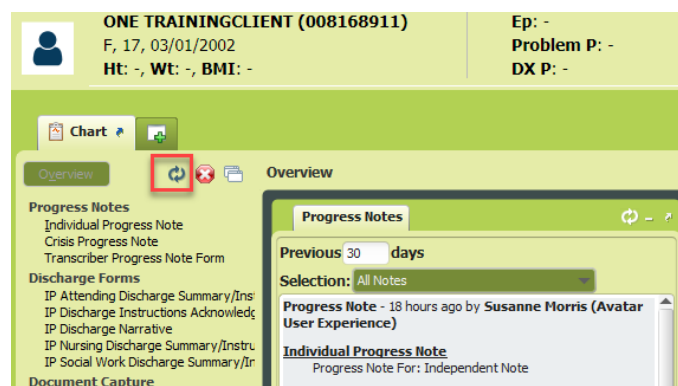 ONE TRAININGCLIENT (008168911)
F, 17, 03/01/2002
Ht: -, Wt: -, BMI: -
Ep: -
Problem P: -
DX P: -
Chart
Overview
Overview
Progress Notes
Individual Progress Note
Crisis Progress Note
Transcriber Progress Note Form
Discharge Forms
IP Attending Discharge Summary/Ins
IP Discharge Instructions Acknowledg
IP Discharge Narrative
IP Nursing Discharge Summary/Instru
IP Social Work Discharge Summary/In
Document Capture
Progress Notes
Previous 30 days
Selection: All Notes
Progress Note - 18 hours ago by Susanne Morris (Avatar
User Experience)
Individual Progress Note
Progress Note For: Independent Note